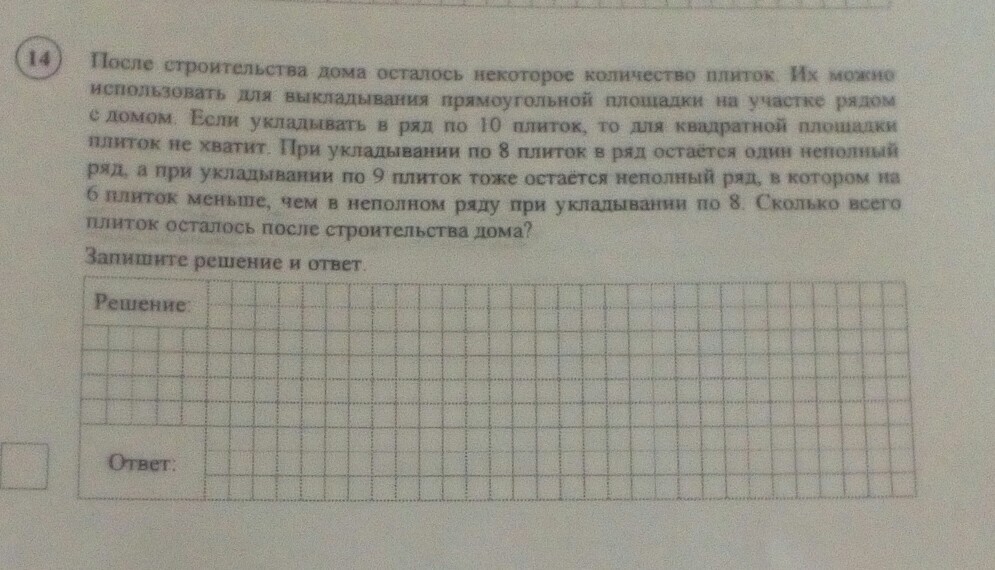 14
После строительства дома осталось некоторое количество плиток. Их можно
использовать для выкладывания прямоугольной площадки на участке рядом
с домом. Если укладывать в ряд по 10 плиток, то для квадратной площадки
плиток не хватит. При укладывании по 8 плиток в ряд остаётся один неполный
ряд, а при укладывании по 9 плиток тоже остаётся неполный ряд, в котором на
6 плиток меньше, чем в неполном ряду при укладывании по 8. Сколько всего
плиток осталось после строительства дома?
Запишите решение и ответ.
Решение:
Ответ: